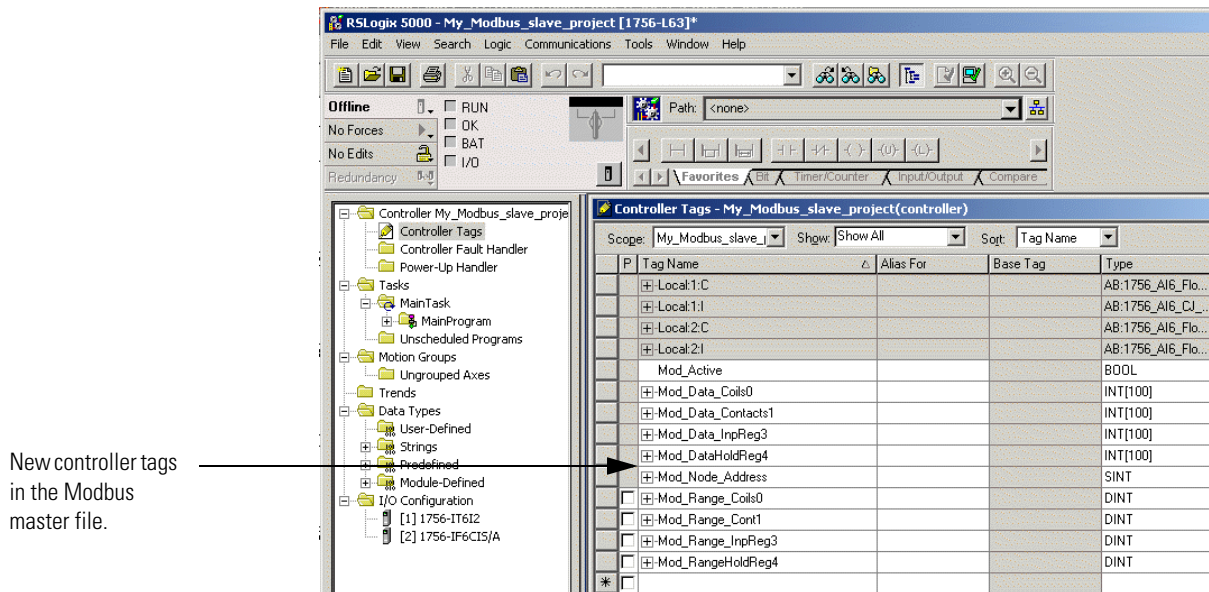 RSLogix 5000 - My_Modbus_slave_project [1756-L63]*
File Edit View Search Logic Communications Tools Window Help
Offline
RUN
No Forces
OK
No Edits
BAT
Redundancy
I/O
Path: <none>
Favorites Bit Timer/Counter Input/Output Compare
Controller My_Modbus_slave_proje
Controller Tags
Controller Fault Handler
Power-Up Handler
Tasks
MainTask
MainProgram
Unscheduled Programs
Motion Groups
Ungrouped Axes
Trends
Data Types
User-Defined
Strings
Predefined
Module-Defined
I/O Configuration
[1] 1756-IT6I2
[2] 1756-IF6CIS/A
Controller Tags - My_Modbus_slave_project(controller)
Scope: My_Modbus_slave_ Show: Show All Sort: Tag Name
P Tag Name Alias For Base Tag Type
Local:1:C AB:1756_AI6_Flo...
Local:1:I AB:1756_AI6_CJ_...
Local:2:C AB:1756_AI6_Flo...
Local:2:I AB:1756_AI6_Flo...
Mod_Active BOOL
Mod_Data_Coils0 INT[100]
Mod_Data_Contacts1 INT[100]
Mod_Data_InpReg3 INT[100]
Mod_DataHoldReg4 INT[100]
Mod_Node_Address SINT
Mod_Range_Coils0 DINT
Mod_Range_Cont1 DINT
Mod_Range_InpReg3 DINT
Mod_RangeHoldReg4 DINT
New controller tags
in the Modbus
master file.